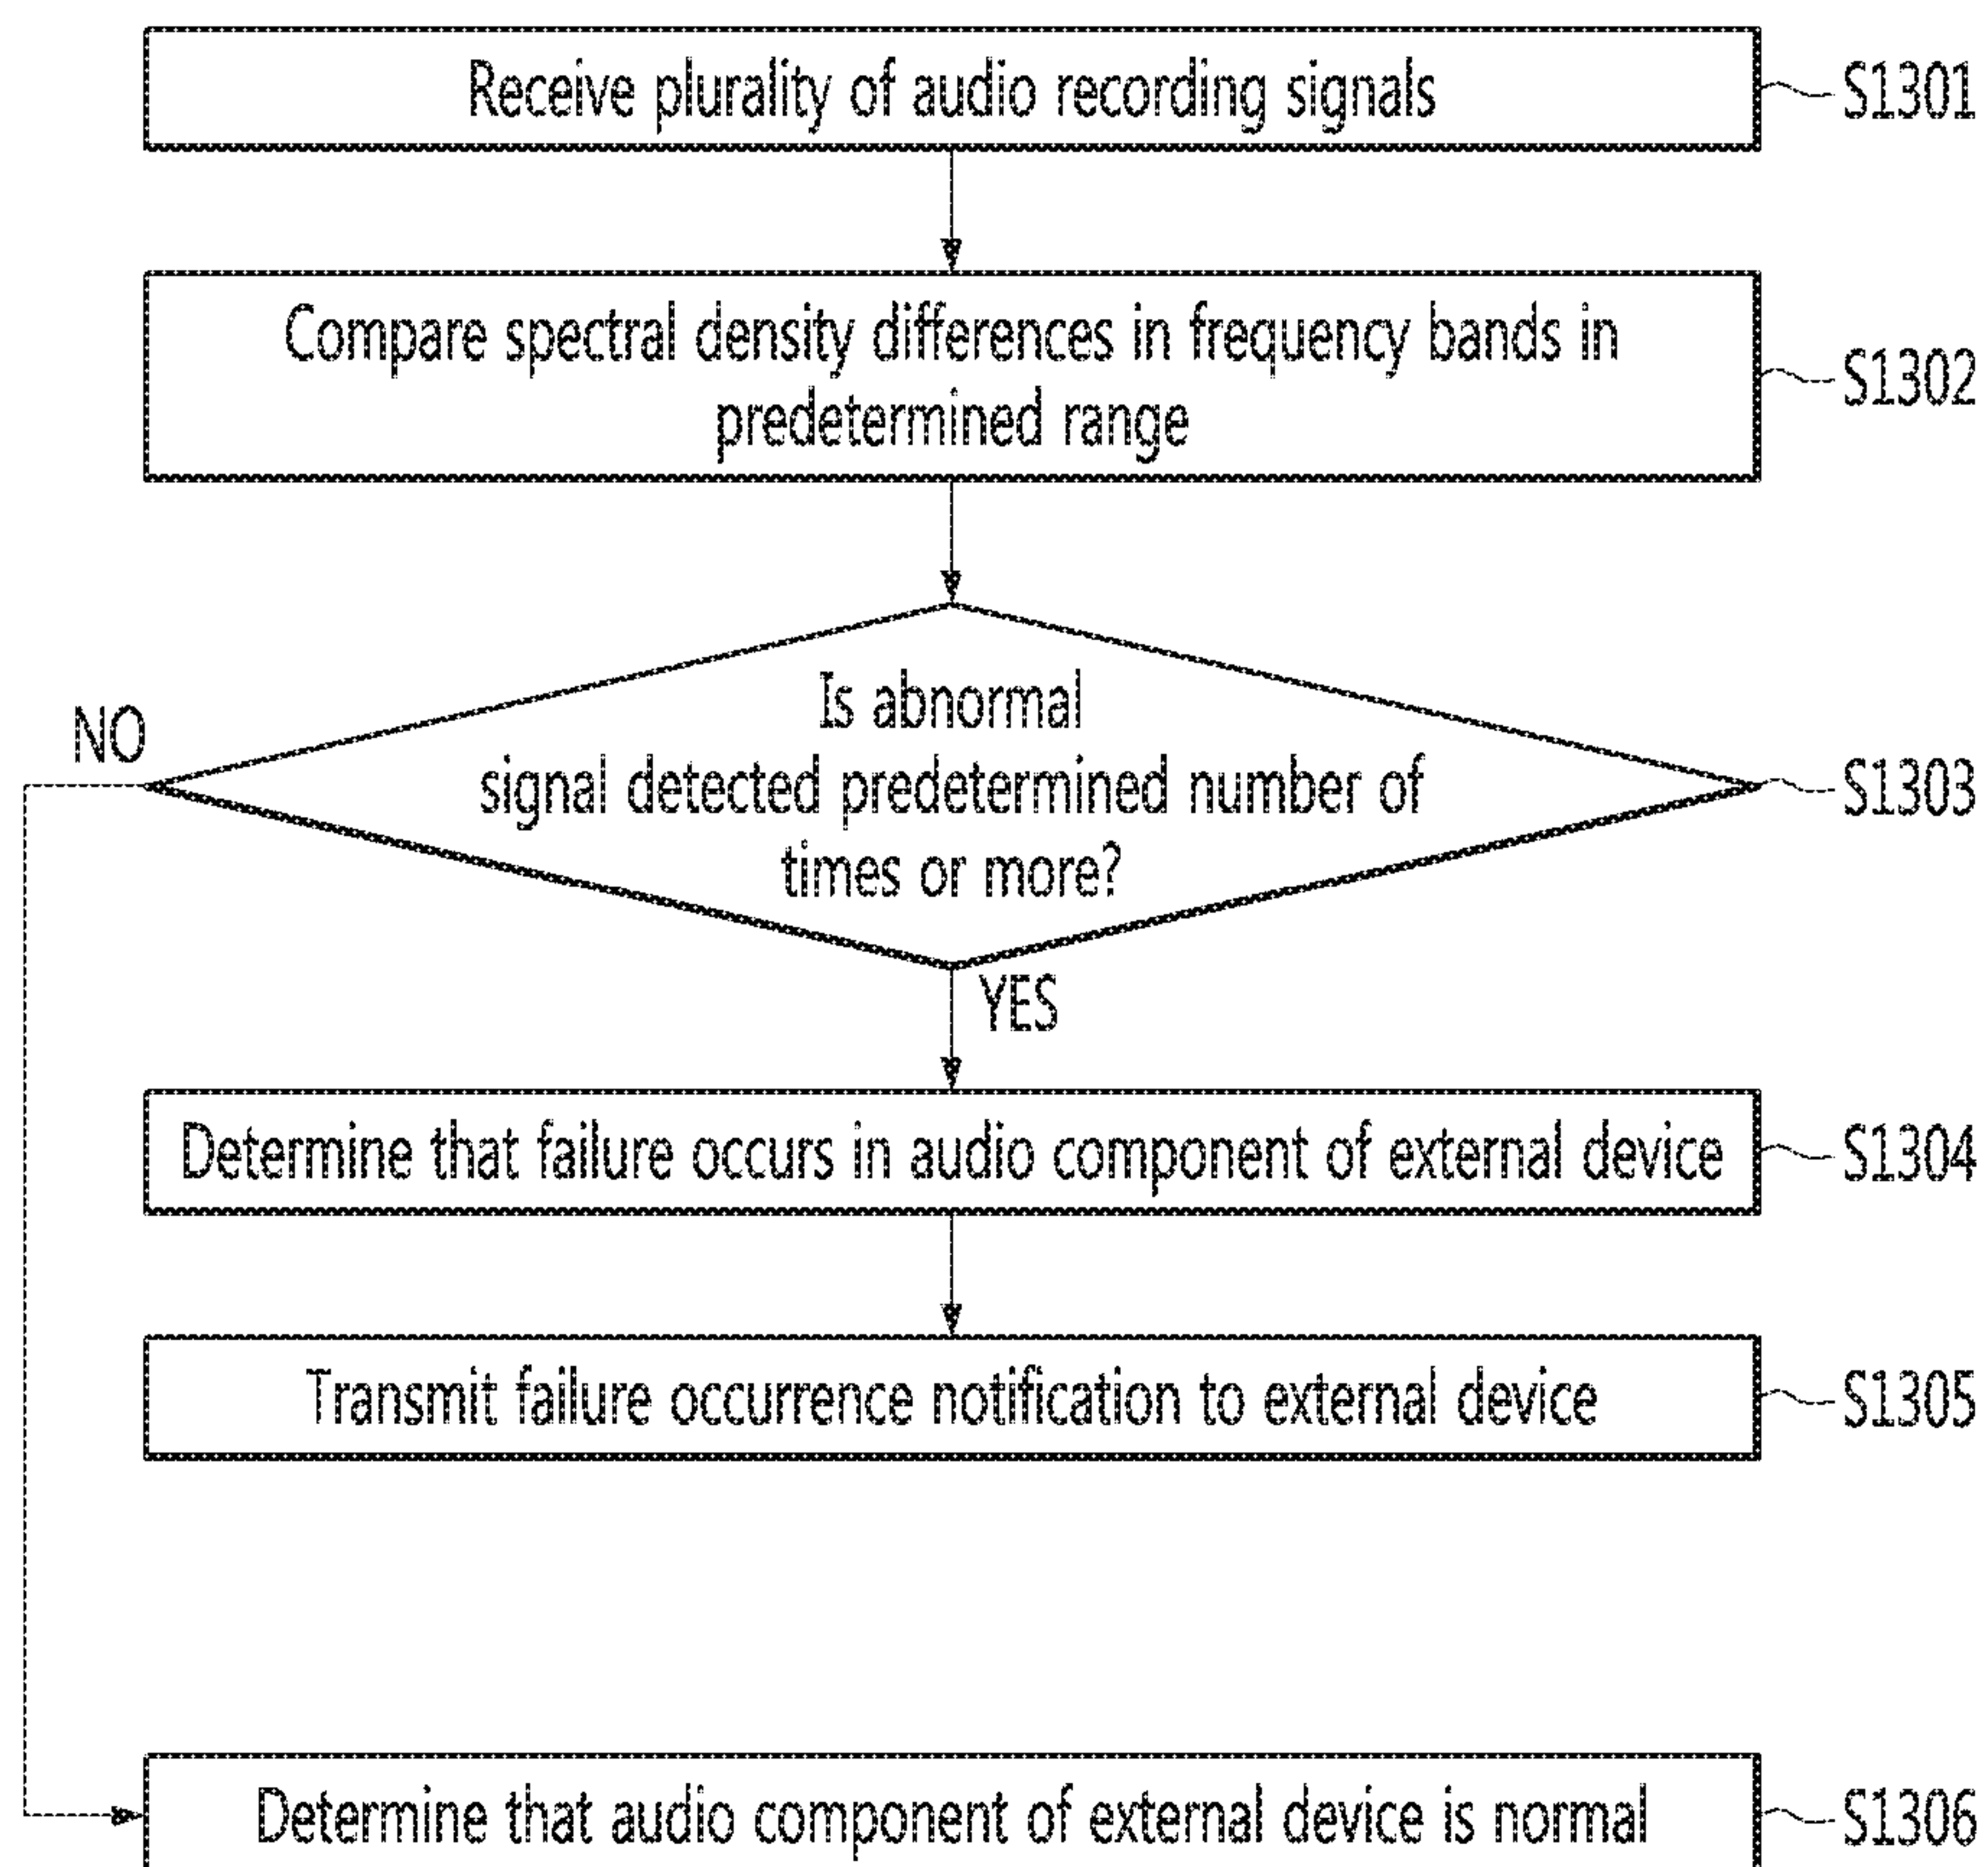 Receive plurality of audio recording signals
S1301
Compare spectral density differences in frequency bands in
predetermined range
S1302
Is abnormal
signal detected predetermined number of
times or more?
S1303
NO
YES
Determine that failure occurs in audio component of external device
S1304
Transmit failure occurrence notification to external device
S1305
Determine that audio component of external device is normal
S1306